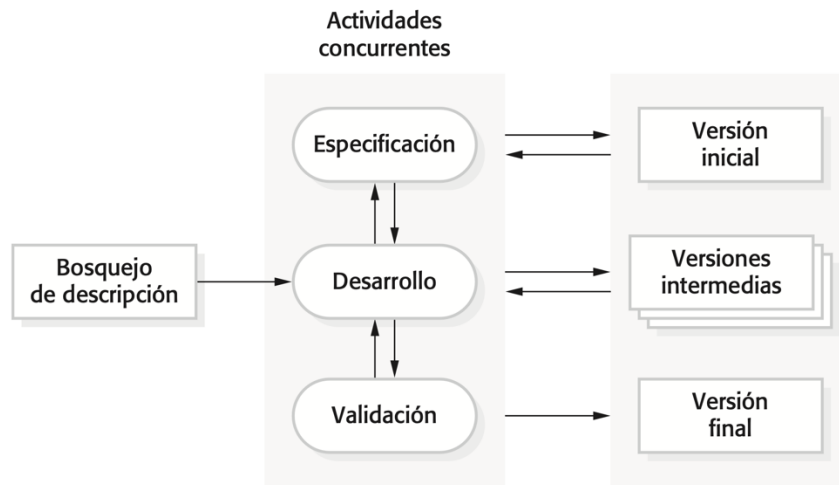 Actividades
concurrentes
Especificación
Versión
inicial
Bosquejo
de descripción
Desarrollo
Versiones
intermedias
Validación
Versión
final